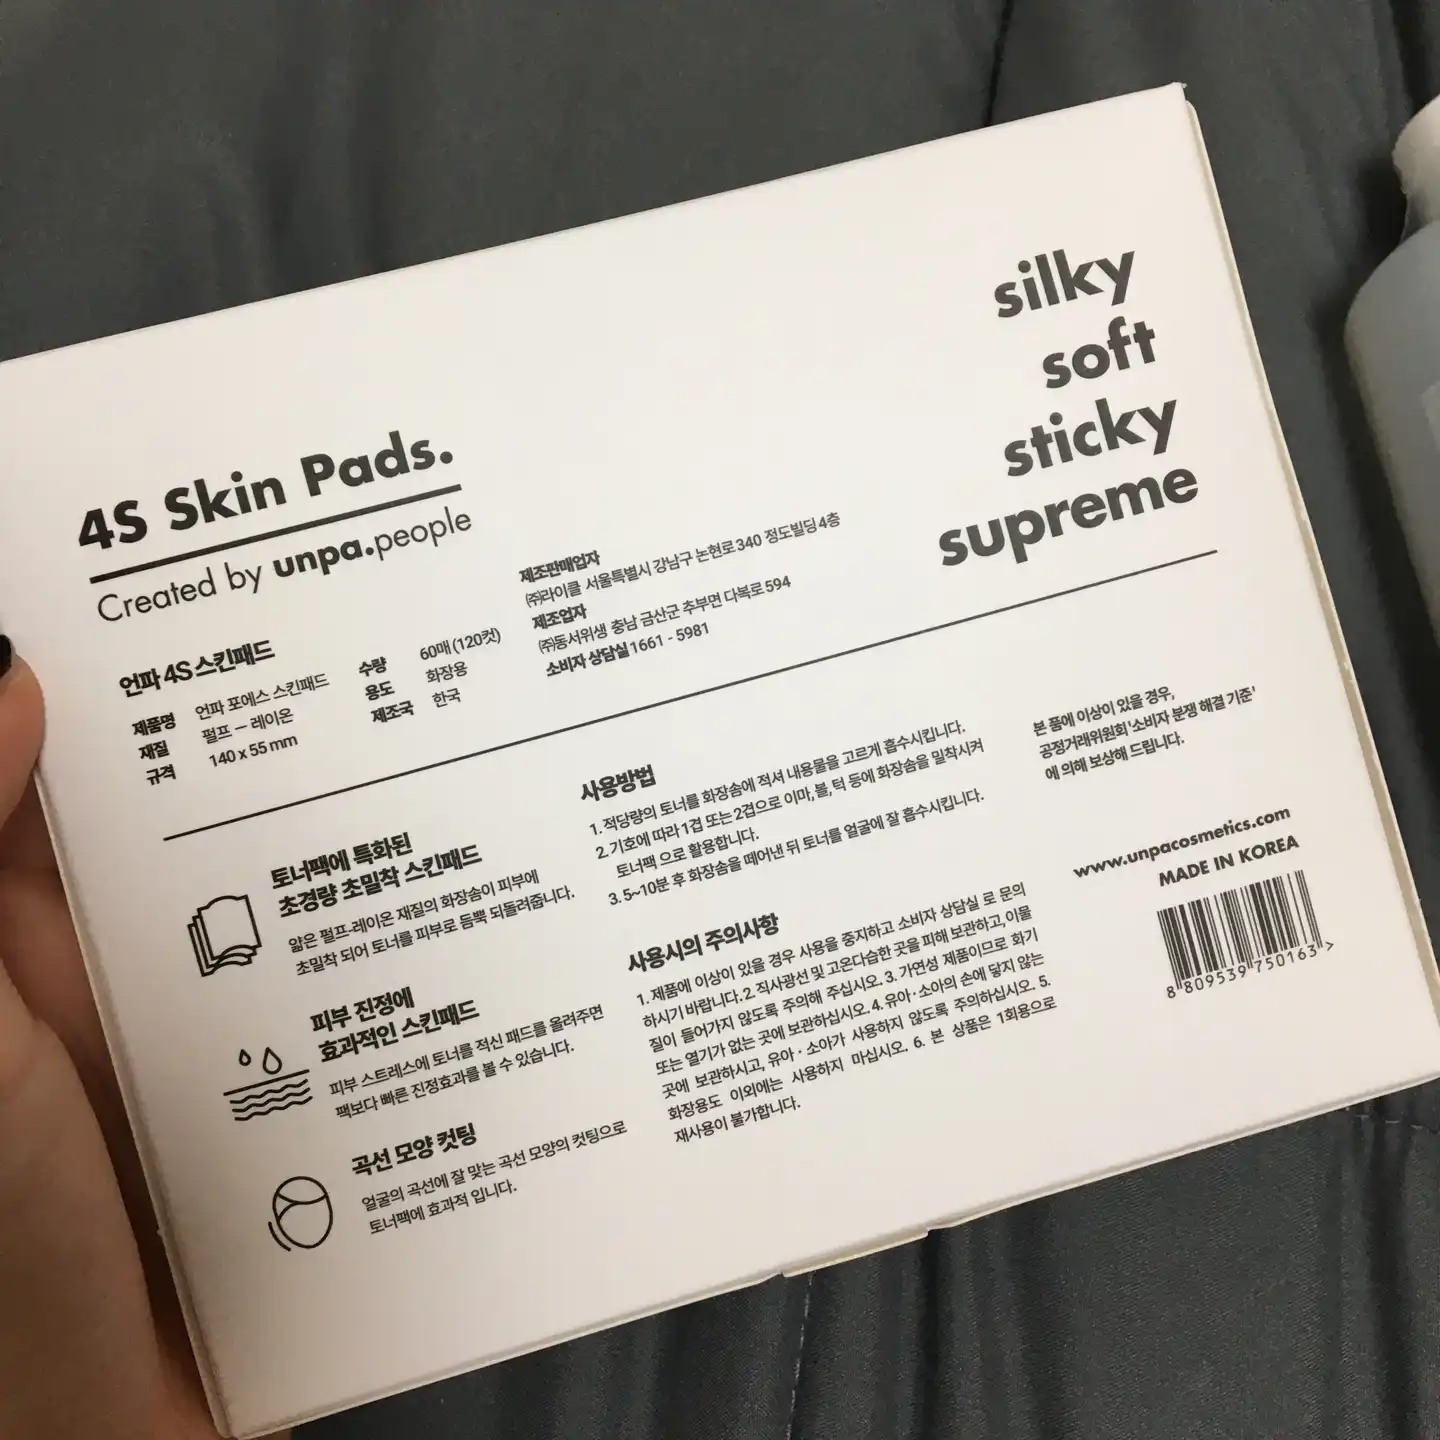 silky
soft
sticky
supreme
4S Skin Pads.
Created by unpa.people
언파 4S 스킨패드
제품명 언파 포에스 스킨패드
재질 펄프 – 레이온
규격 140 x 55 mm
수량 60매 (120컷)
용도 화장용
제조국 한국
제조판매업자
㈜라이클 서울특별시 강남구 논현로 340 정도빌딩 4층
제조업자
㈜동서위생 충남 금산군 추부면 다복로 594
소비자 상담실 1661 - 5981
토너팩에 특화된
초경량 초밀착 스킨패드
얇은 펄프-레이온 재질의 화장솜이 피부에
초밀착 되어 토너를 피부로 듬뿍 되돌려줍니다.
피부 진정에
효과적인 스킨패드
피부 스트레스에 토너를 적신 패드를 올려주면
팩보다 빠른 진정효과를 볼 수 있습니다.
곡선 모양 컷팅
얼굴의 곡선에 잘 맞는 곡선 모양의 컷팅으로
토너팩에 효과적 입니다.
사용방법
1. 적당량의 토너를 화장솜에 적셔 내용물을 고르게 흡수시킵니다.
2. 기호에 따라 1겹 또는 2겹으로 이마, 볼, 턱 등에 화장솜을 밀착시켜
토너팩 으로 활용합니다.
3. 5~10분 후 화장솜을 떼어낸 뒤 토너를 얼굴에 잘 흡수시킵니다.
사용시의 주의사항
1. 제품에 이상이 있을 경우 사용을 중지하고 소비자 상담실 로 문의
하시기 바랍니다. 2. 직사광선 및 고온다습한 곳을 피해 보관하고, 이물
질이 들어가지 않도록 주의해 주십시오. 3. 가연성 제품이므로 화기
또는 열기가 없는 곳에 보관하십시오. 4. 유아·소아의 손에 닿지 않는
곳에 보관하시고, 유아·소아가 사용하지 않도록 주의하십시오. 5.
화장용도 이외에는 사용하지 마십시오. 6. 본 상품은 1회용으로
재사용이 불가합니다.
본 품에 이상이 있을 경우,
공정거래위원회 '소비자 분쟁 해결 기준'
에 의해 보상해 드립니다.
www.unpacosmetics.com
MADE IN KOREA
8 809539 750163 >